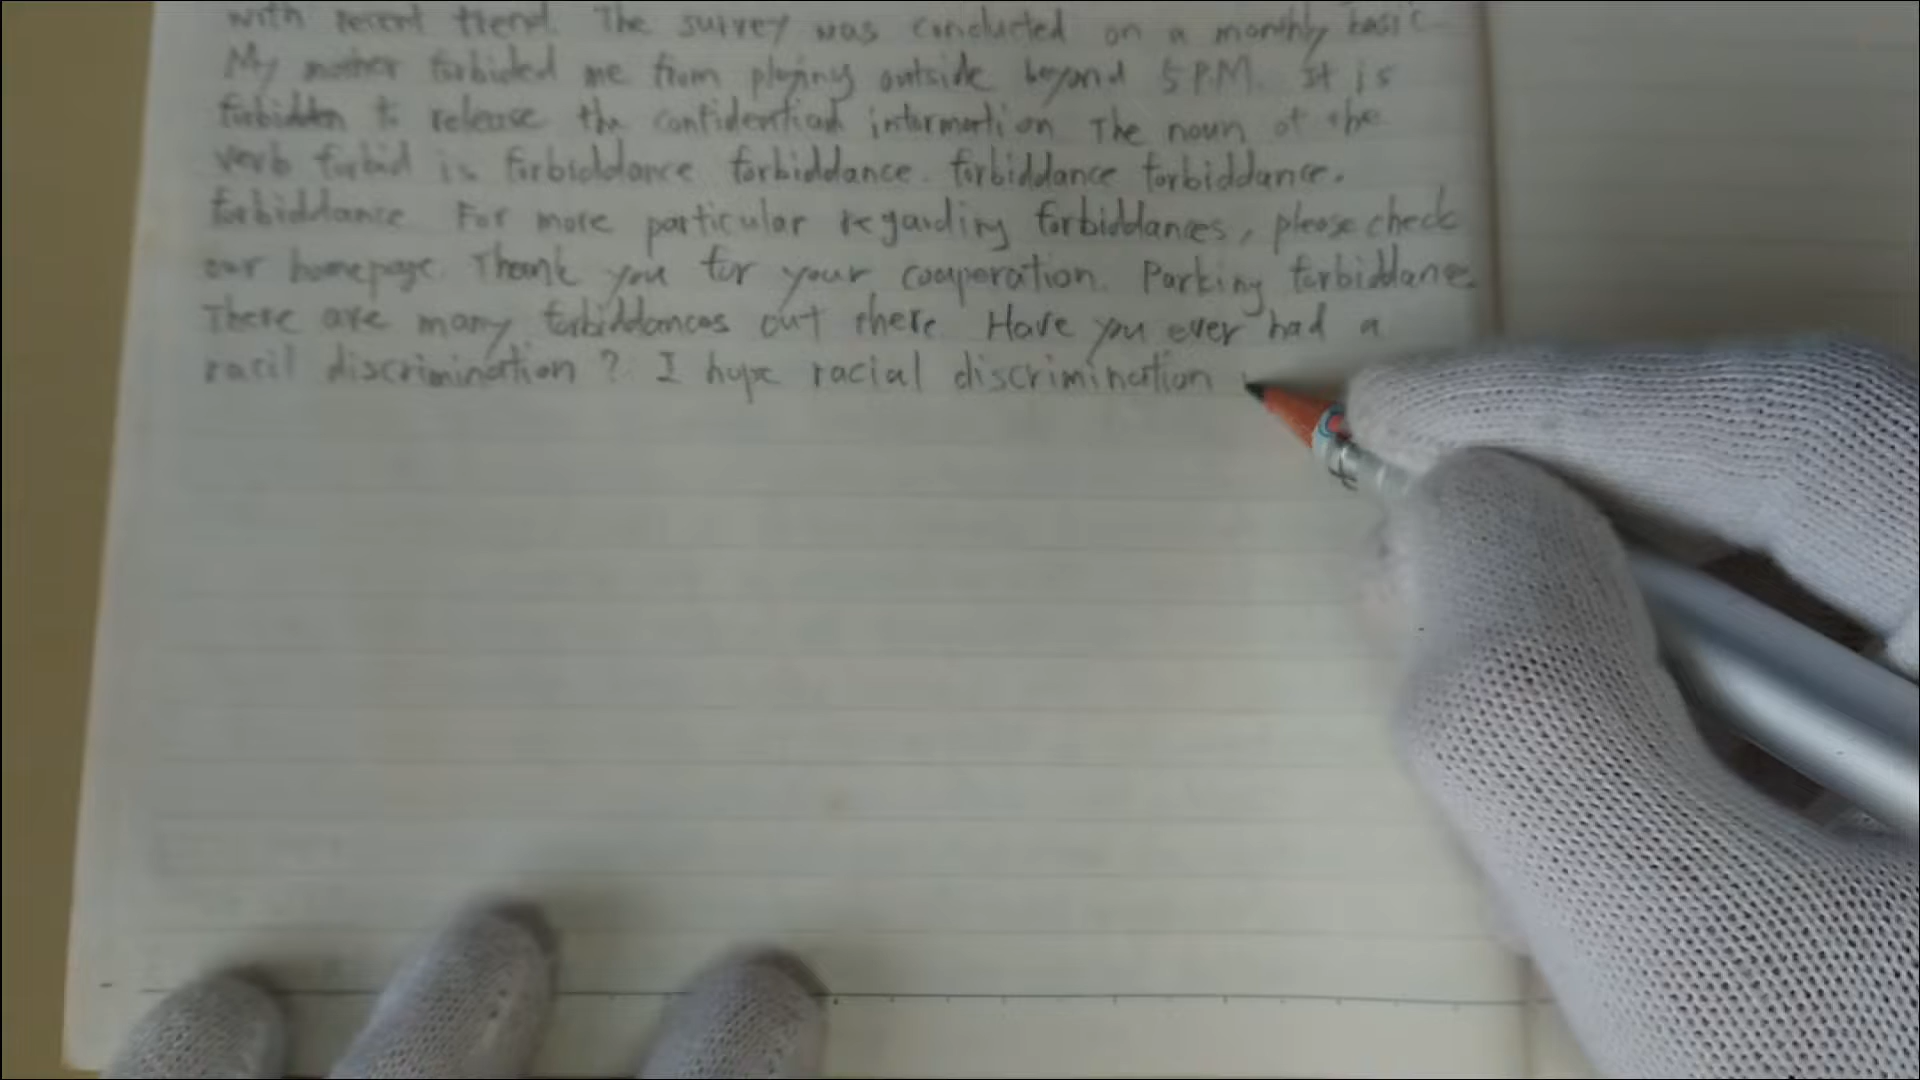 with recent trend. The survey was conducted on a monthly basic
My mother forbided me from playing outside beyond 5 P.M. It is
forbidden to release the confidential information The noun of the
verb forbid is forbiddance forbiddance. forbiddance forbiddance.
forbiddance For more particular regarding forbiddances, please check
our homepage. Thank you for your cooperation. Parking forbiddance.
There are many forbiddances out there Have you ever had a
racil discrimination ? I hope racial discrimination